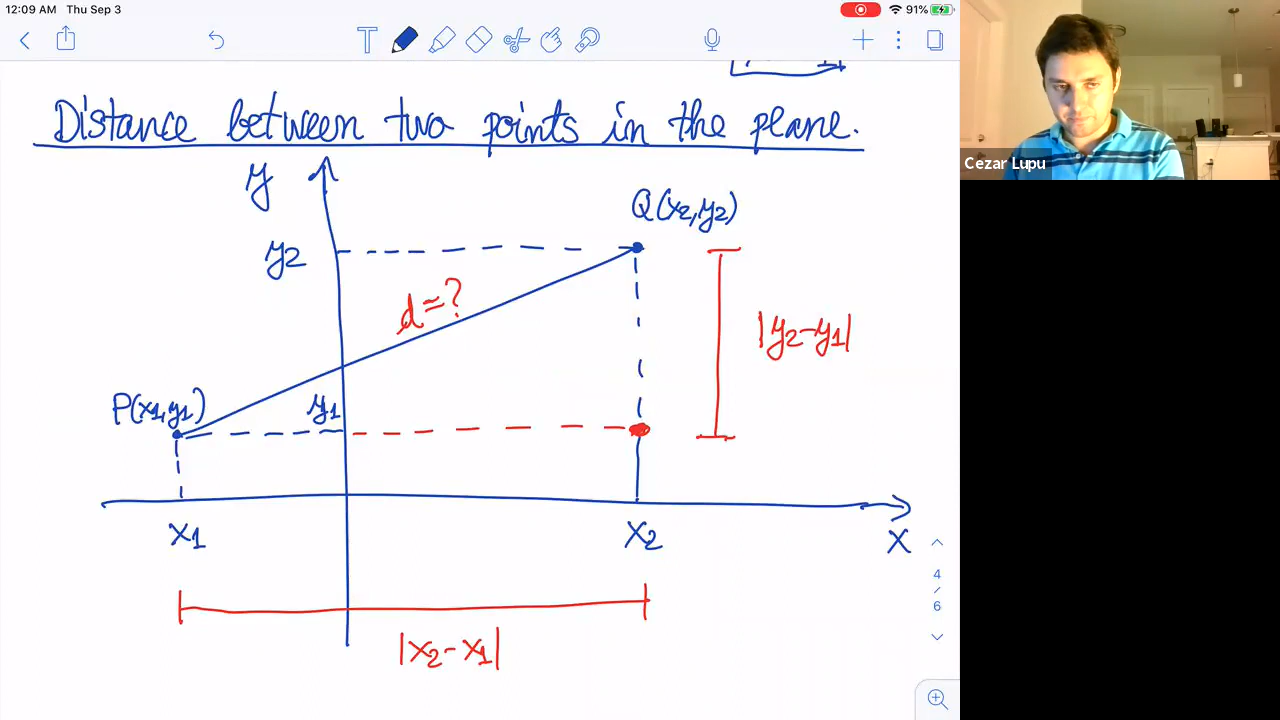 12:09 AM Thu Sep 3
91%
T
Distance between two points in the plane.
y
Q(x2,y2)
y2
d=?
|y2-y1|
P(x1,y1)
y1
x1
x2
x
4
/
6
|x2-x1|
Cezar Lupu